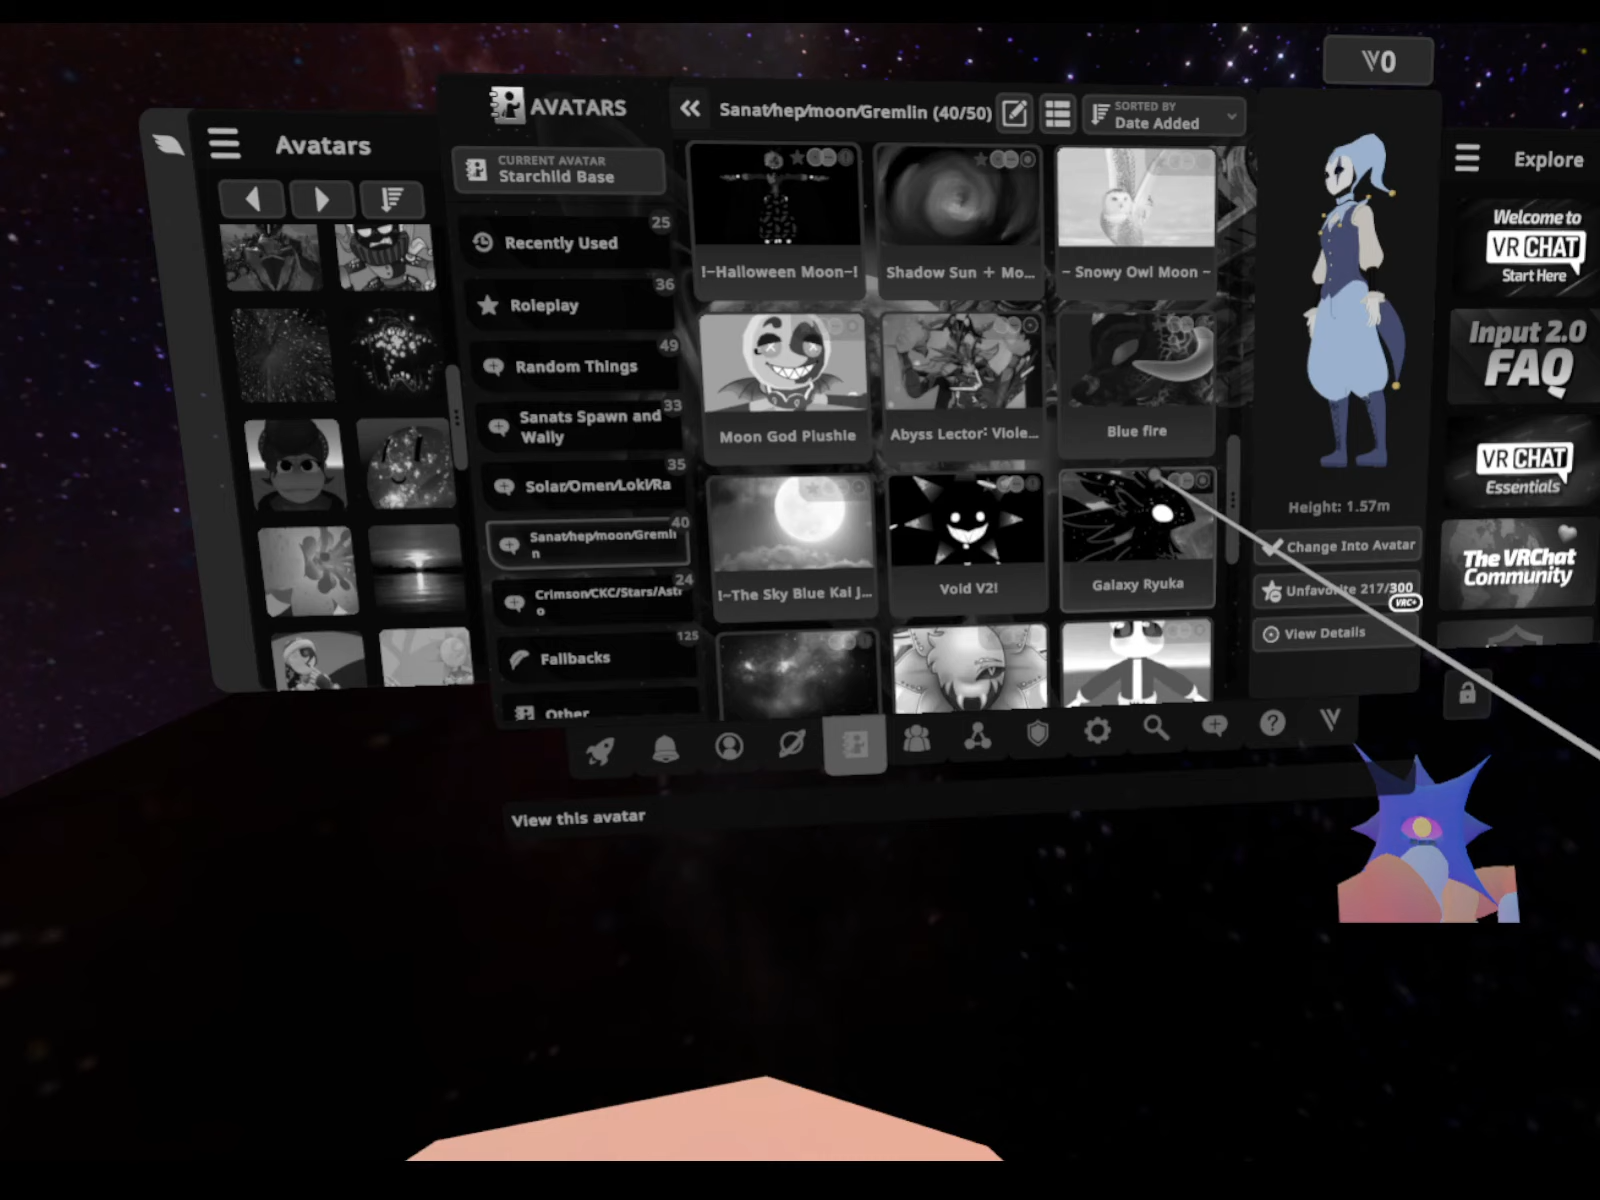 W0
AVATARS
Sanat/hep/moon/Gremlin (40/50)
SORTED BY
Date Added
Avatars
CURRENT AVATAR
Starchild Base
Recently Used
25
Roleplay
36
Random Things
49
Sanats Spawn and
Wally
33
Solar/Omen/Loki/Ra
35
Sanat/hep/moon/Gremli
n
40
Crimson/CKC/Stars/Astr
o
24
Fallbacks
125
Other
!~Halloween Moon~!
Shadow Sun + Mo...
~ Snowy Owl Moon ~
Moon God Plushie
Abyss Lector: Viole...
Blue fire
!~The Sky Blue Kai J...
Void V2!
Galaxy Ryuka
Height: 1.57m
Change Into Avatar
Unfavorite 217/300
VRC+
View Details
Explore
Welcome to
VRCHAT
Start Here
Input 2.0
FAQ
VRCHAT
Essentials
The VRChat
Community
View this avatar